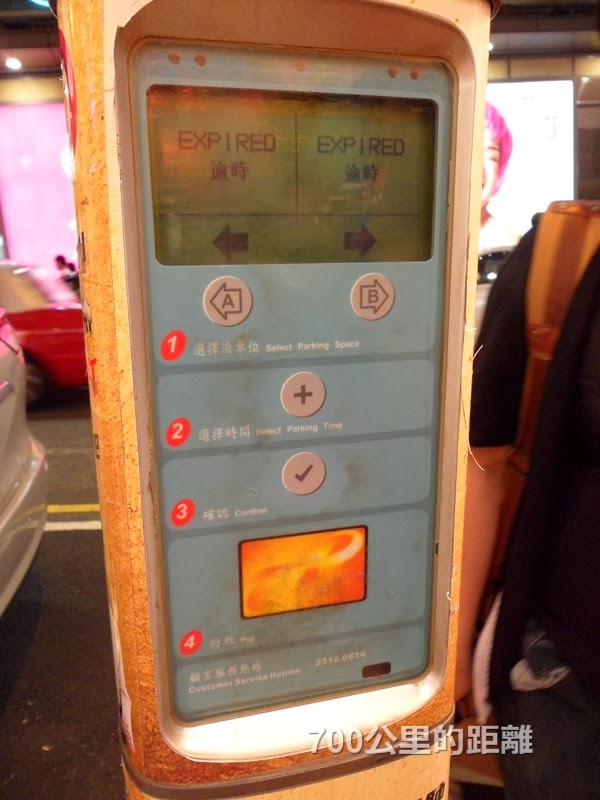 EXPIRED
逾時
EXPIRED
逾時
A
B
1 選擇泊車位 Select Parking Space
+
2 選擇時間 Select Parking Time
✓
3 確認 Confirm
4 付款 Pay
顧客服務熱線 2318 0616
Customer Service Hotline
700公里的距離